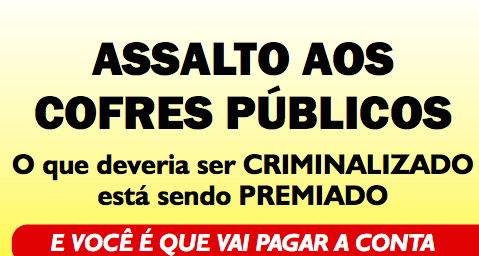 ASSALTO AOS
COFRES PÚBLICOS
O que deveria ser CRIMINALIZADO
está sendo PREMIADO
E VOCÊ É QUE VAI PAGAR A CONTA